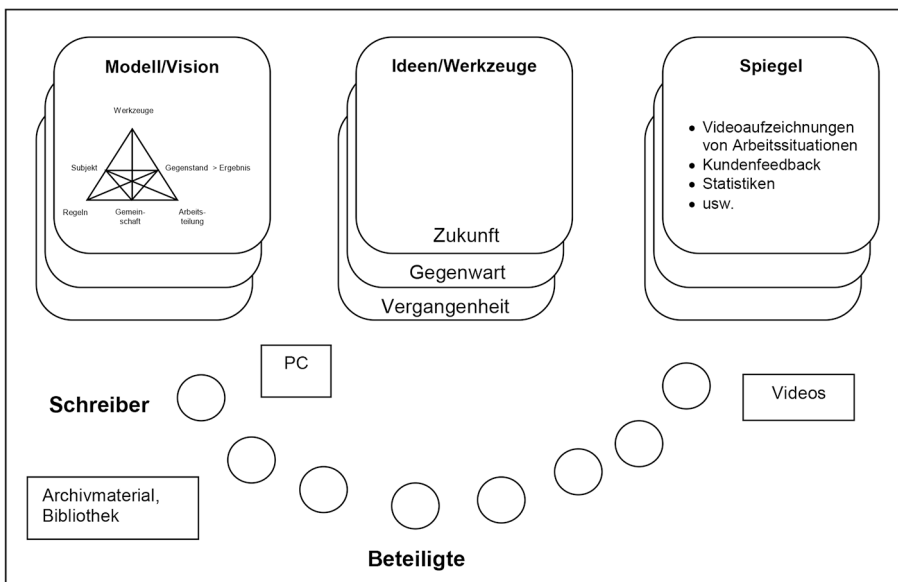 Modell/Vision
Werkzeuge
Subjekt
Gegenstand > Ergebnis
Regeln
Gemein-
schaft
Arbeits-
teilung
Ideen/Werkzeuge
Zukunft
Gegenwart
Vergangenheit
Spiegel
• Videoaufzeichnungen
von Arbeitssituationen
• Kundenfeedback
• Statistiken
• usw.
PC
Schreiber
Videos
Archivmaterial,
Bibliothek
Beteiligte